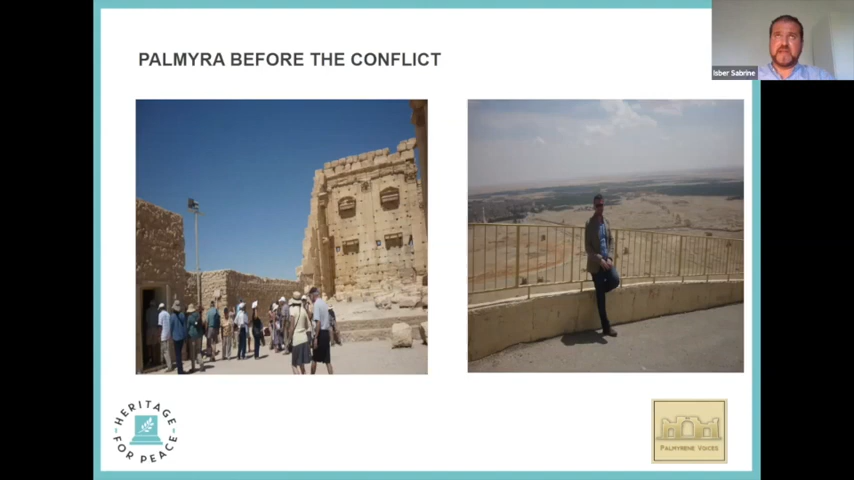 PALMYRA BEFORE THE CONFLICT
Isber Sabrine
HERITAGE
FOR PEACE
PALMYRENE VOICES